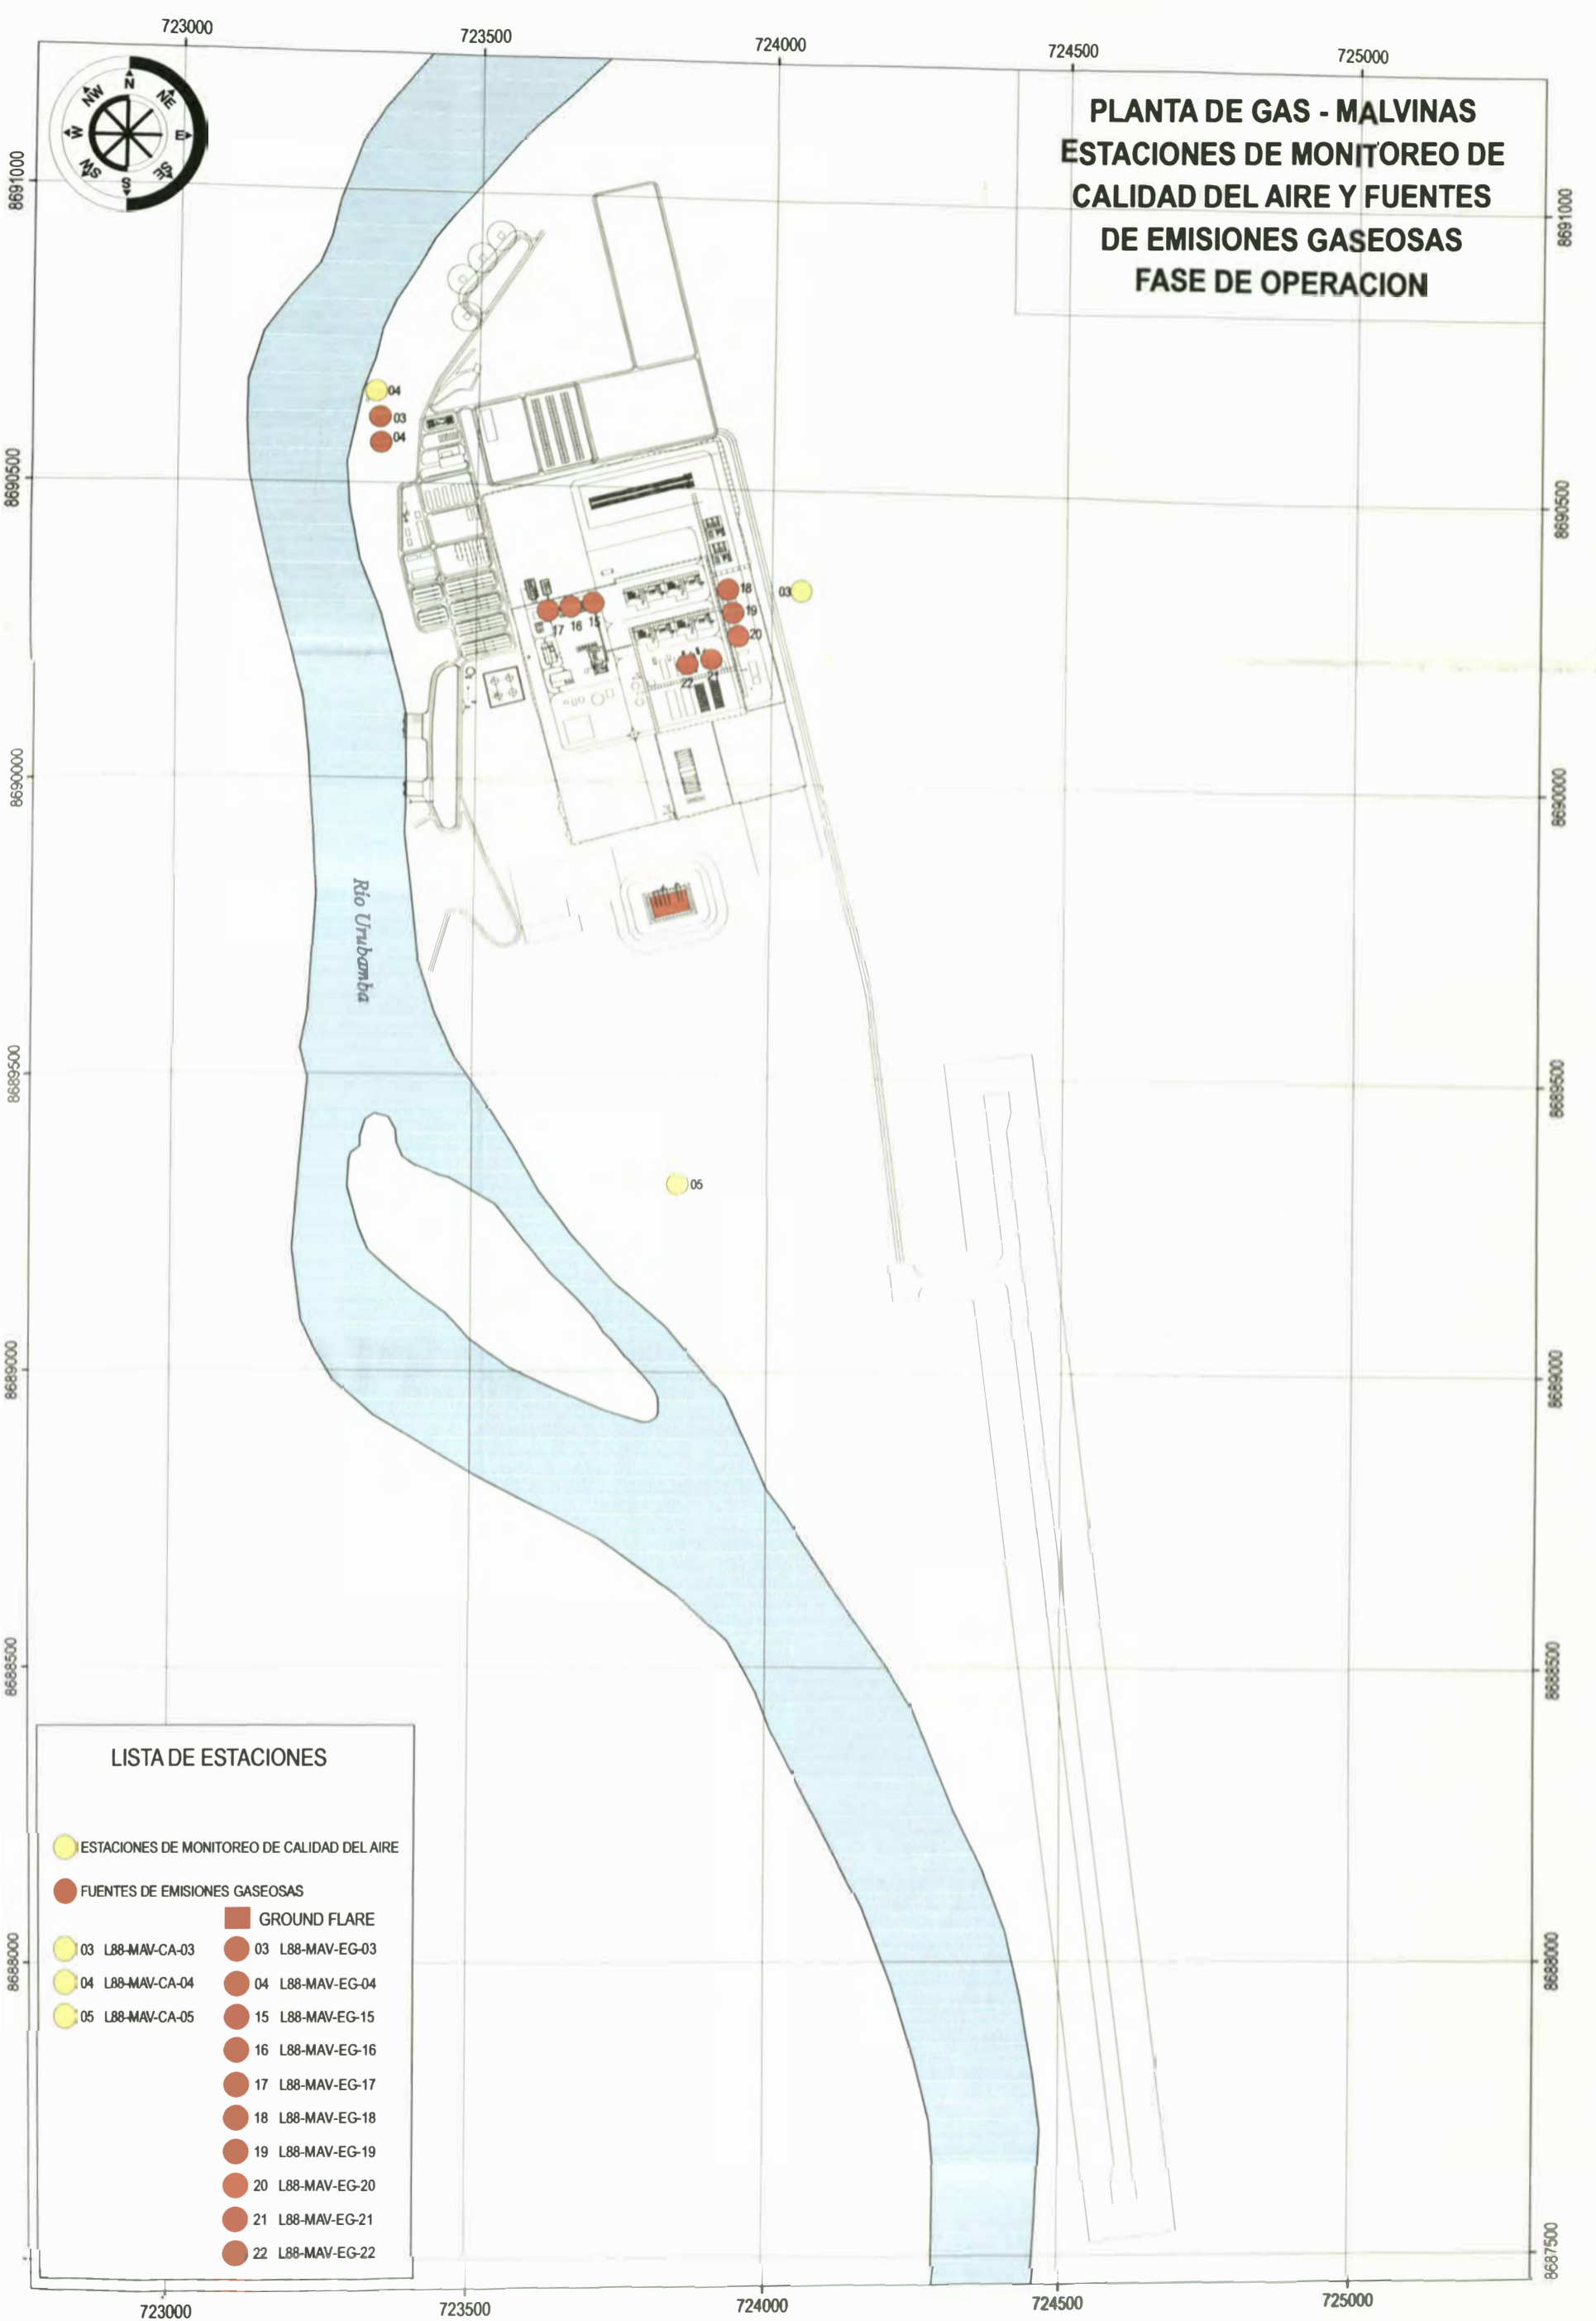 723000
723500
724000
724500
725000
N
NE
E
SE
S
SW
W
NW
PLANTA DE GAS - MALVINAS
ESTACIONES DE MONITOREO DE
CALIDAD DEL AIRE Y FUENTES
DE EMISIONES GASEOSAS
FASE DE OPERACION
8691000
8691000
04
03
04
8690500
8690500
18
03
19
17
16
15
20
22
21
8690000
8690000
Río Urubamba
8689500
8689500
05
8689000
8689000
8688500
8688500
LISTA DE ESTACIONES
ESTACIONES DE MONITOREO DE CALIDAD DEL AIRE
FUENTES DE EMISIONES GASEOSAS
GROUND FLARE
03 L88-MAV-CA-03
03 L88-MAV-EG-03
04 L88-MAV-CA-04
04 L88-MAV-EG-04
05 L88-MAV-CA-05
15 L88-MAV-EG-15
16 L88-MAV-EG-16
17 L88-MAV-EG-17
18 L88-MAV-EG-18
19 L88-MAV-EG-19
20 L88-MAV-EG-20
21 L88-MAV-EG-21
22 L88-MAV-EG-22
8688000
8688000
8687500
723000
723500
724000
724500
725000